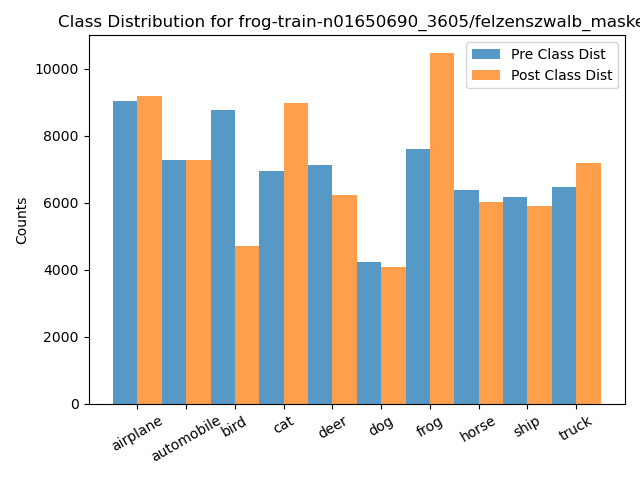 Class Distribution for frog-train-n01650690_3605/felzenszwalb_maske
Pre Class Dist
Post Class Dist
Counts
10000
8000
6000
4000
2000
0
airplane
automobile
bird
cat
deer
dog
frog
horse
ship
truck